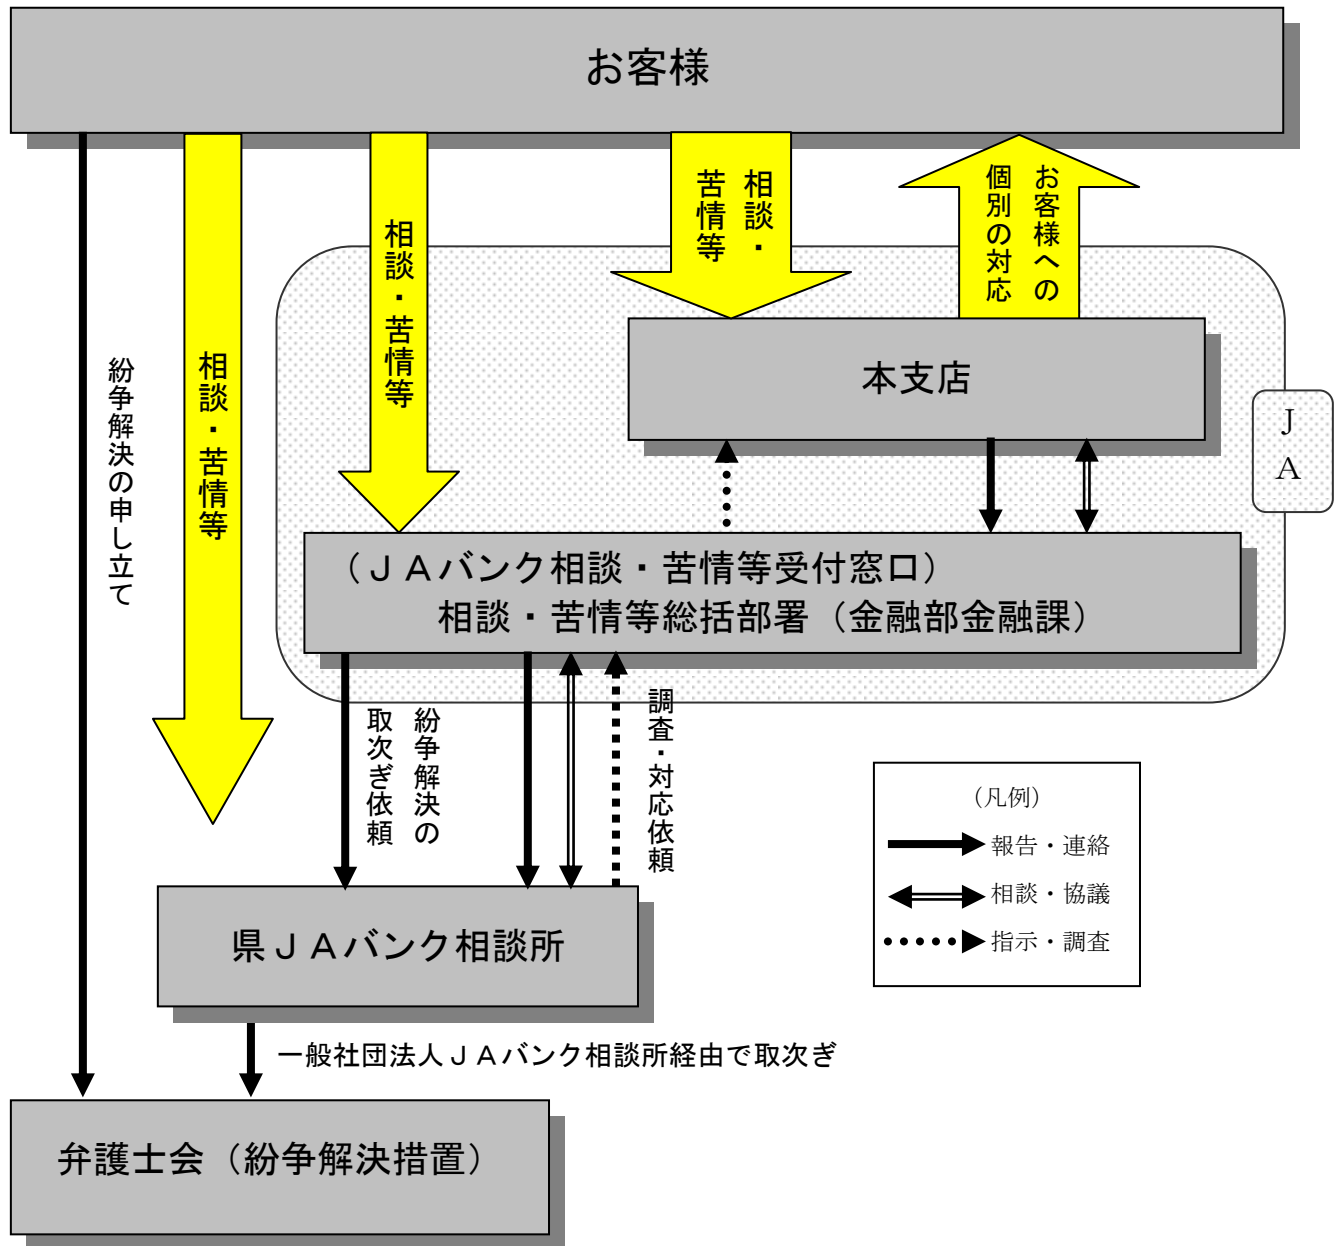 お客様
相談・
苦情等
お客様への
個別の対応
相談・苦情等
相談・苦情等
紛争解決の申し立て
本支店
JA
（ＪＡバンク相談・苦情等受付窓口）
相談・苦情等総括部署（金融部金融課）
紛争解決の
取次ぎ依頼
調査・対応依頼
（凡例）
報告・連絡
相談・協議
指示・調査
県ＪＡバンク相談所
一般社団法人ＪＡバンク相談所経由で取次ぎ
弁護士会（紛争解決措置）